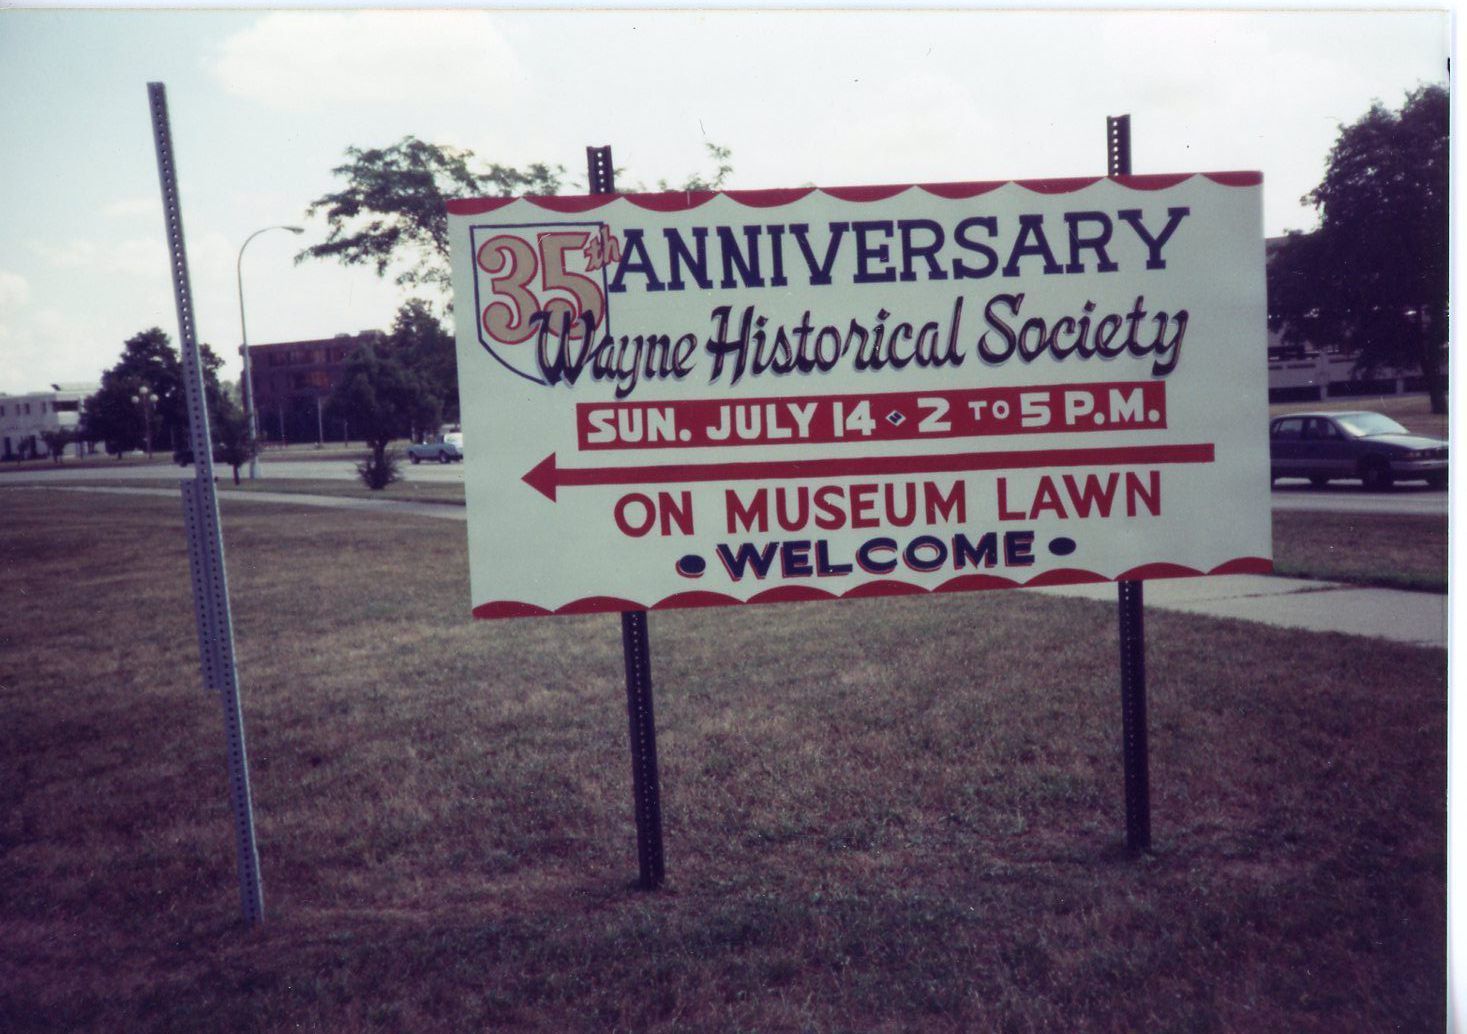 35th ANNIVERSARY
Wayne Historical Society
SUN. JULY 14 • 2 TO 5 P.M.
ON MUSEUM LAWN
• WELCOME •